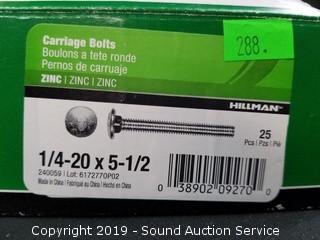 Carriage Bolts
288.
Boulons a tete ronde
Pernos de carruaje
ZINC | ZINC | ZINC
HILLMAN
25
Pcs | Pzs | Piè
1/4-20 x 5-1/2
240059 | Lot: 6172770P02
Made in China | Fabriqué au China | Hecho en China
0 38902 09270 0
Copyright 2019 - Sound Auction Service